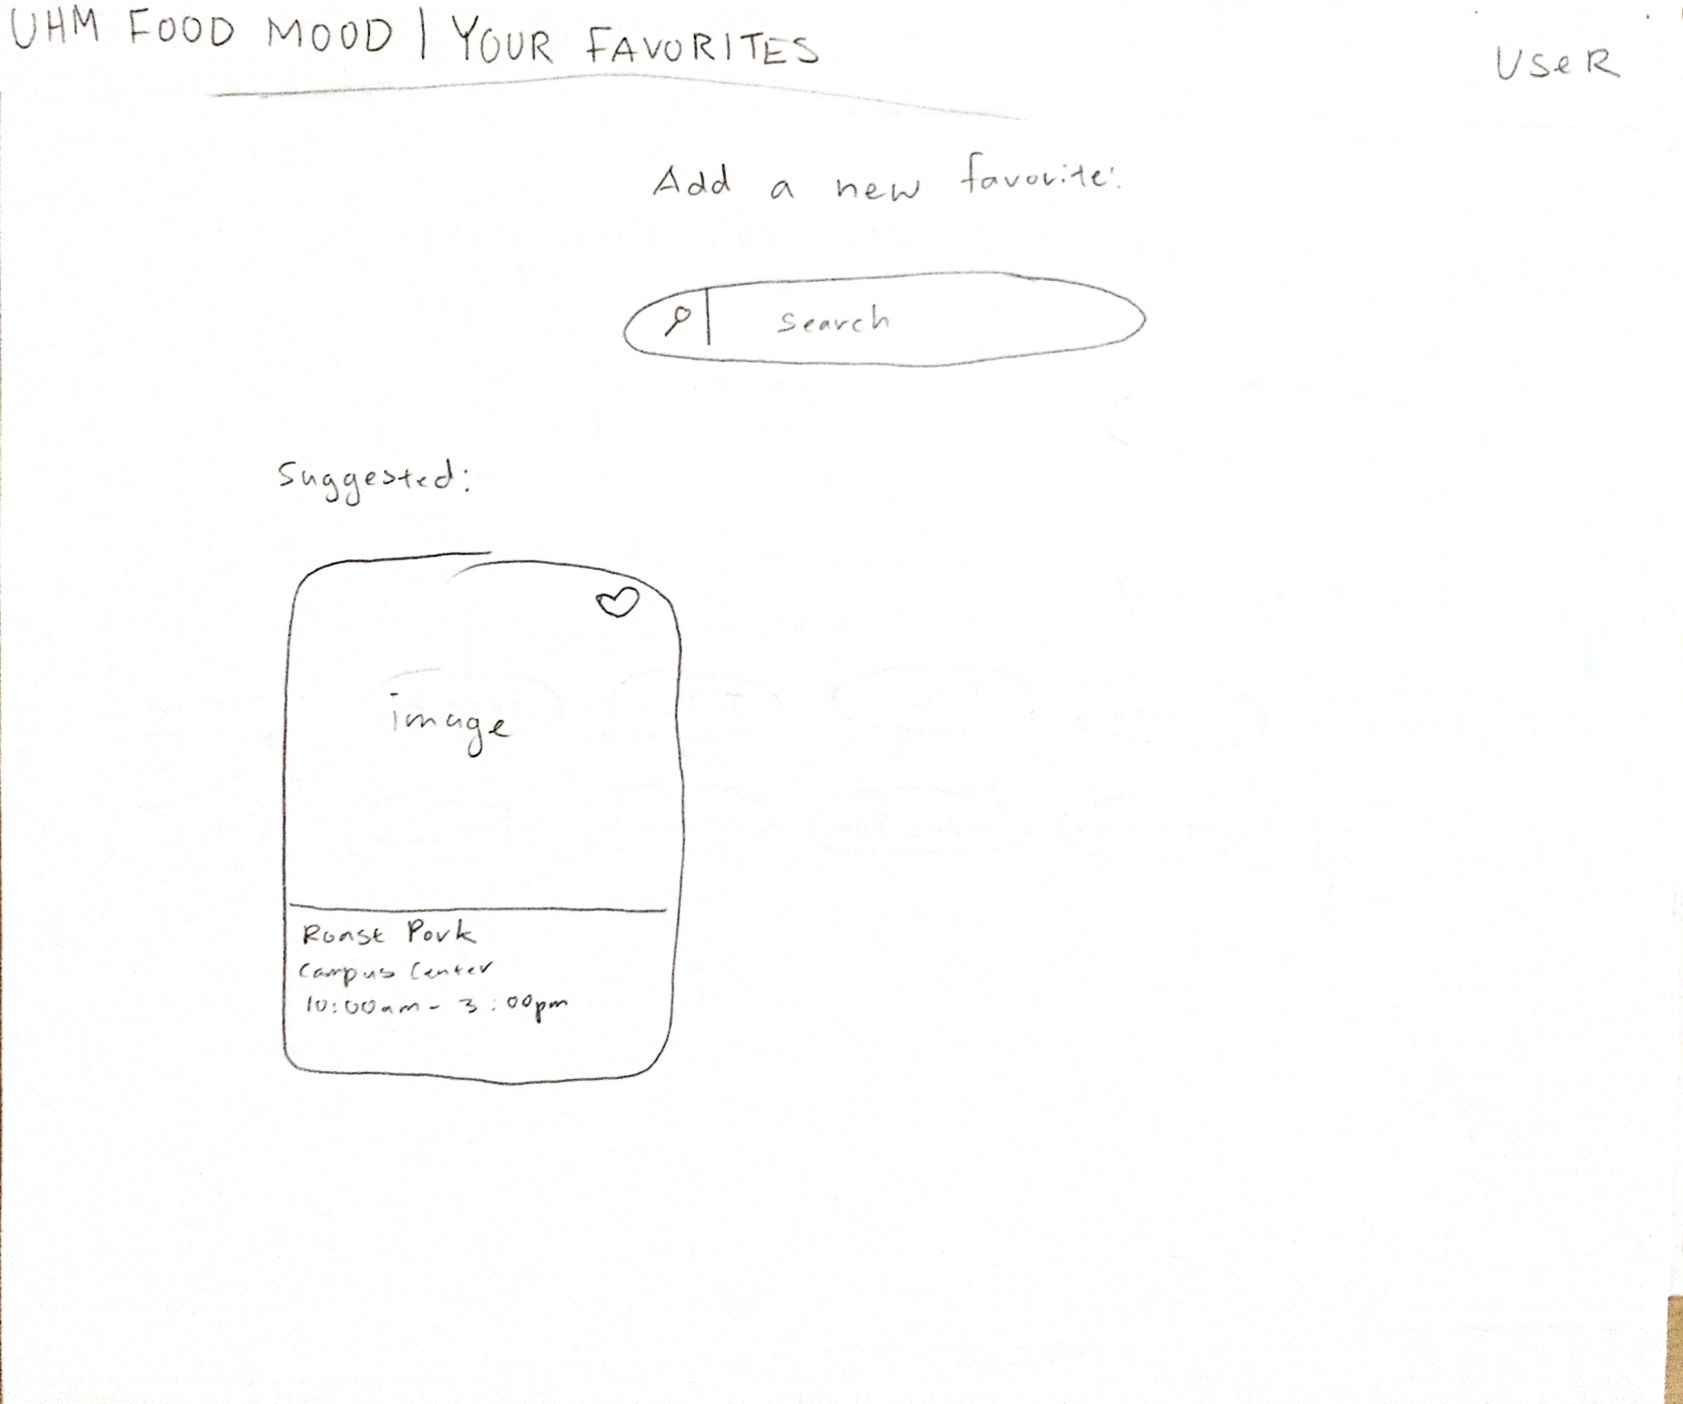 UHM FOOD MOOD | YOUR FAVORITES
USeR
Add a new favorite:
Search
Suggested:
image
Roast Pork
Campus Center
10:00am - 3:00pm